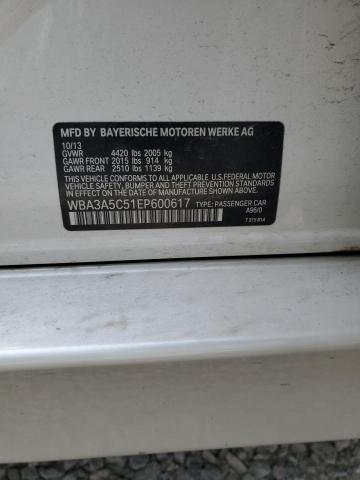 MFD BY BAYERISCHE MOTOREN WERKE AG
10/13
GVWR 4420 lbs 2005 kg
GAWR FRONT 2015 lbs 914 kg
GAWR REAR 2510 lbs 1139 kg
THIS VEHICLE CONFORMS TO ALL APPLICABLE U.S. FEDERAL MOTOR
VEHICLE SAFETY, BUMPER, AND THEFT PREVENTION STANDARDS
IN EFFECT ON THE DATE OF MANUFACTURE SHOWN ABOVE.
WBA3A5C51EP600617 TYPE: PASSENGER CAR
A96/0